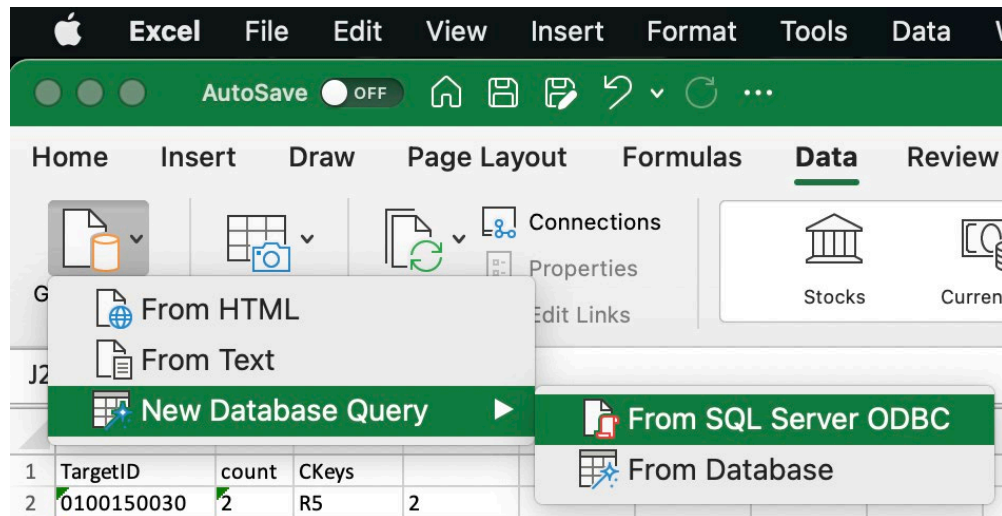 Excel File Edit View Insert Format Tools Data
AutoSave OFF
Home Insert Draw Page Layout Formulas Data Review
Connections
Properties
Edit Links
Stocks
From HTML
From Text
New Database Query
From SQL Server ODBC
From Database
1 TargetID count CKeys
2 0100150030 2 R5 2